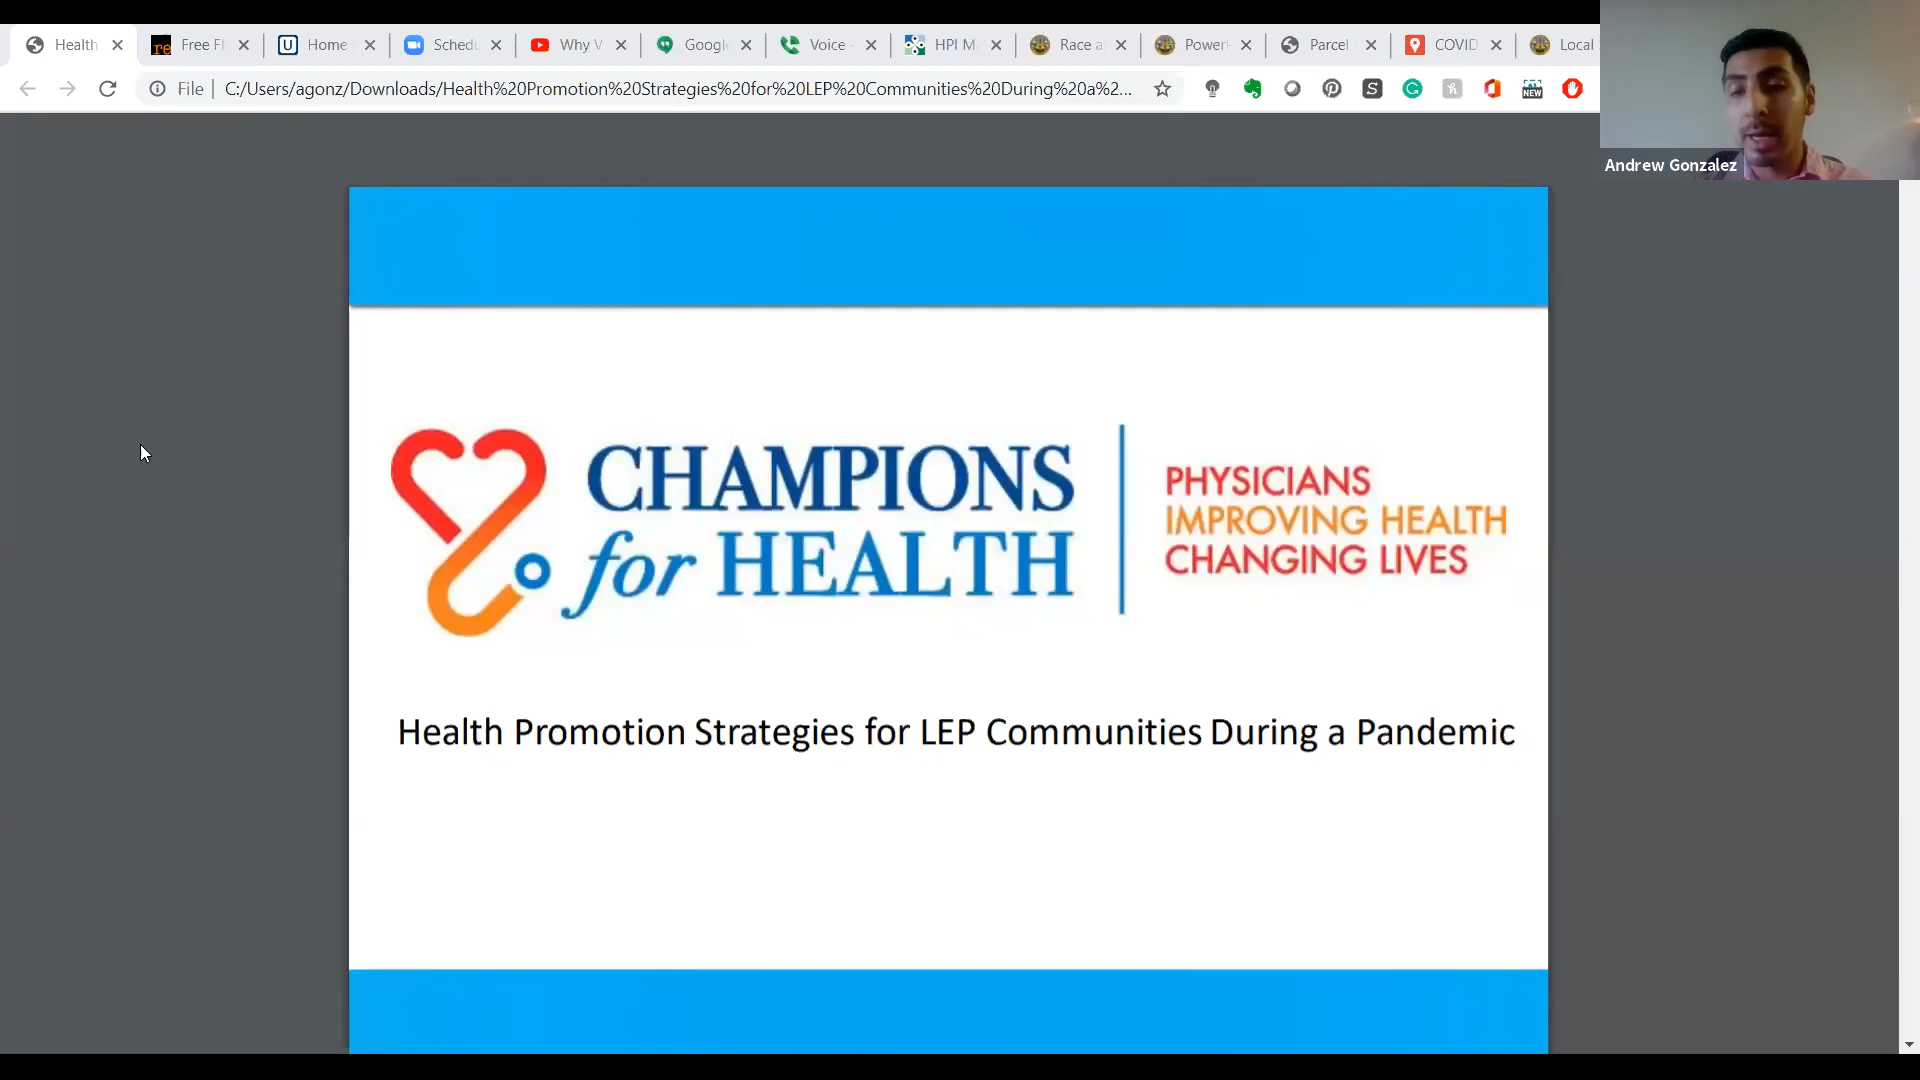 Health
Free Fl
Home
Schedu
Why V
Googl
Voice
HPI M
Race a
Power
Parcel
COVID
Local
File
C:/Users/agonz/Downloads/Health%20Promotion%20Strategies%20for%20LEP%20Communities%20During%20a%2...
NEW
Andrew Gonzalez
CHAMPIONS
for HEALTH
PHYSICIANS
IMPROVING HEALTH
CHANGING LIVES
Health Promotion Strategies for LEP Communities During a Pandemic